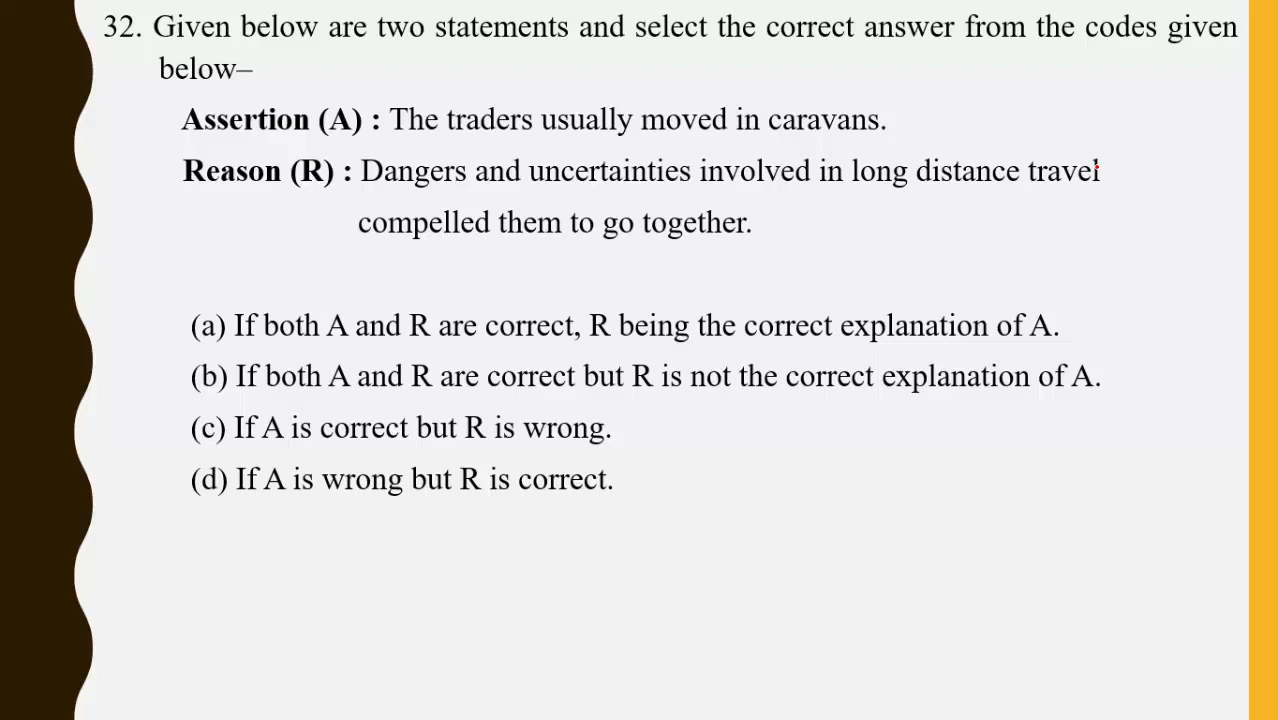 32. Given below are two statements and select the correct answer from the codes given
below–
Assertion (A) : The traders usually moved in caravans.
Reason (R) : Dangers and uncertainties involved in long distance travel
compelled them to go together.
(a) If both A and R are correct, R being the correct explanation of A.
(b) If both A and R are correct but R is not the correct explanation of A.
(c) If A is correct but R is wrong.
(d) If A is wrong but R is correct.